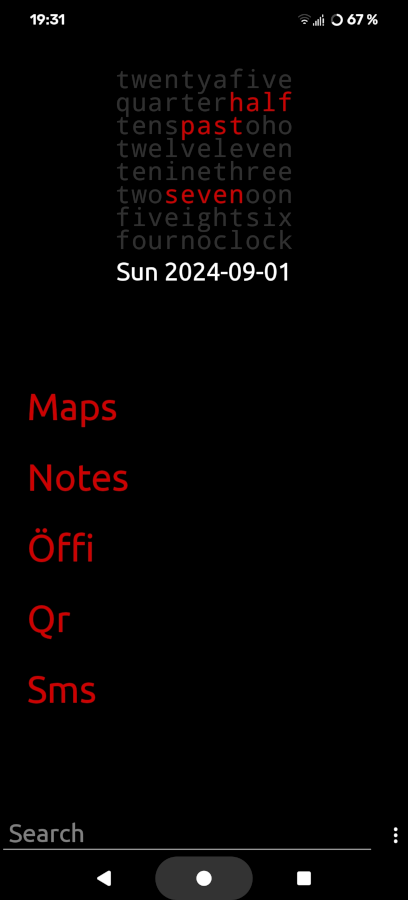 19:31 67 %
twentyafive
quarterhalf
tenspastoho
twelveleven
teninethree
twosevenoon
fiveightsix
fournoclock
Sun 2024-09-01
Maps
Notes
Öffi
Qr
Sms
Search